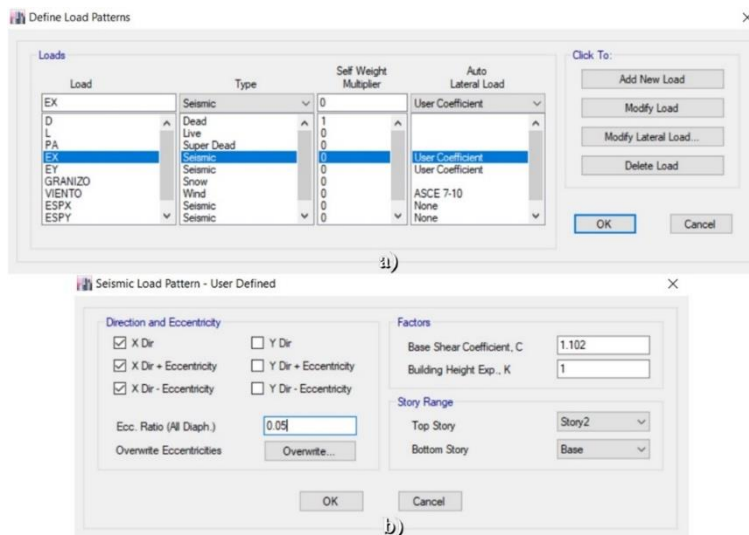 Define Load Patterns
Loads
Click To:
Load Type Self Weight Multiplier Auto Lateral Load
EX Seismic 0 User Coefficient
D Dead 1
L Live 0
PA Super Dead 0
EX Seismic 0 User Coefficient
EY Seismic 0 User Coefficient
GRANIZO Snow 0
VIENTO Wind 0 ASCE 7-10
ESPX Seismic 0 None
ESPY Seismic 0 None
Add New Load
Modify Load
Modify Lateral Load...
Delete Load
OK Cancel
a)
Seismic Load Pattern - User Defined
Direction and Eccentricity
X Dir Y Dir
X Dir + Eccentricity Y Dir + Eccentricity
X Dir - Eccentricity Y Dir - Eccentricity
Ecc. Ratio (All Diaph.) 0.05
Overwrite Eccentricities Overwrite...
Factors
Base Shear Coefficient, C 1.102
Building Height Exp., K 1
Story Range
Top Story Story2
Bottom Story Base
OK Cancel
b)